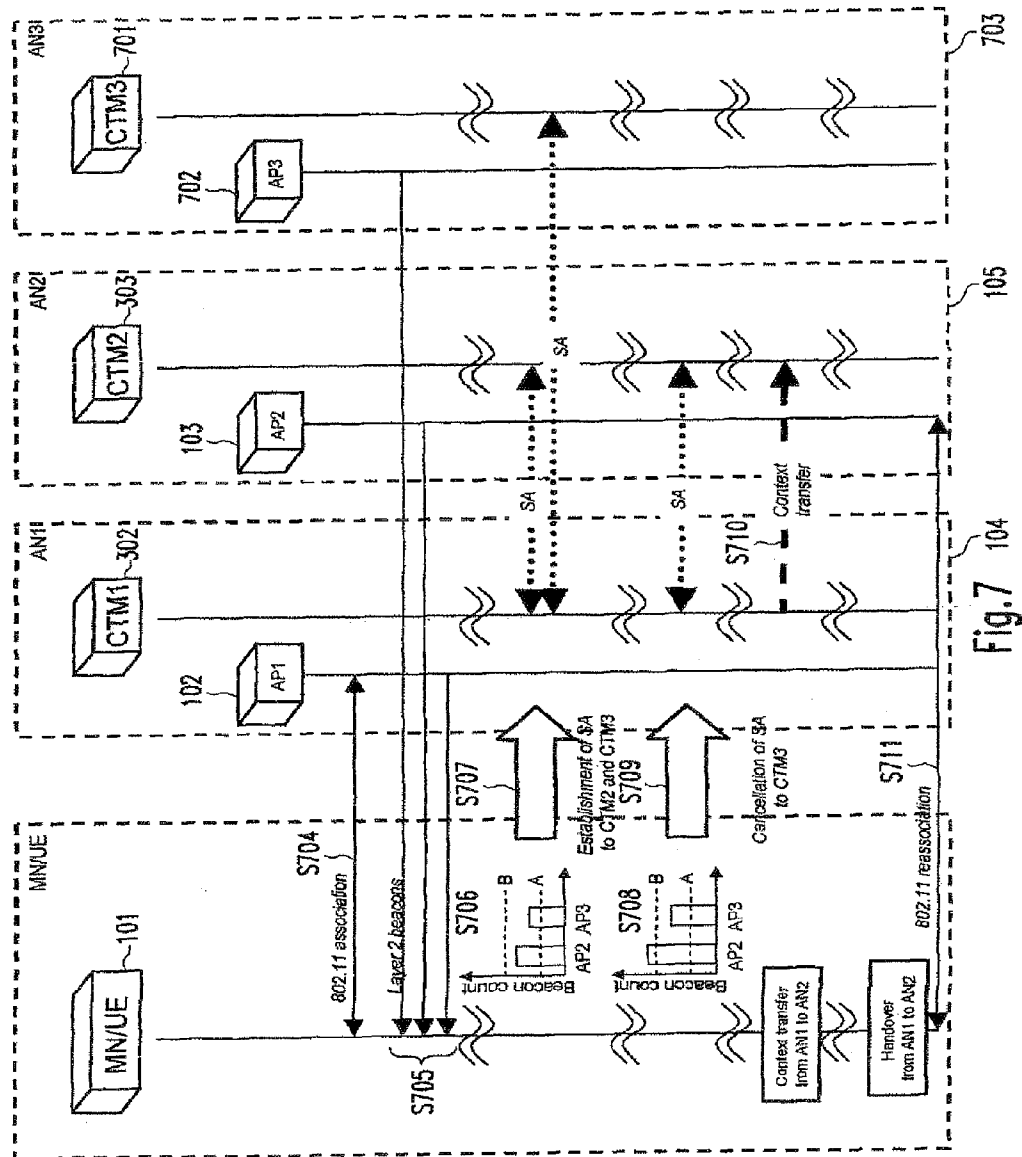 AN3
CTM3
701
702
AP3
703
AN2
CTM2
303
103
AP2
105
AN1
CTM1
302
102
AP1
104
MN/UE
MN/UE
101
S704
802.11 association
Layer 2 beacons
S705
S706
Beacon count
B
A
AP2
AP3
S707
Establishment of SA
to CTM2 and CTM3
SA
SA
S708
Beacon count
B
A
AP2
AP3
S709
Cancellation of SA
to CTM3
SA
S710
Context
transfer
Context transfer
from AN1 to AN2
Handover
from AN1 to AN2
802.11 reassociation
S711
Fig.7